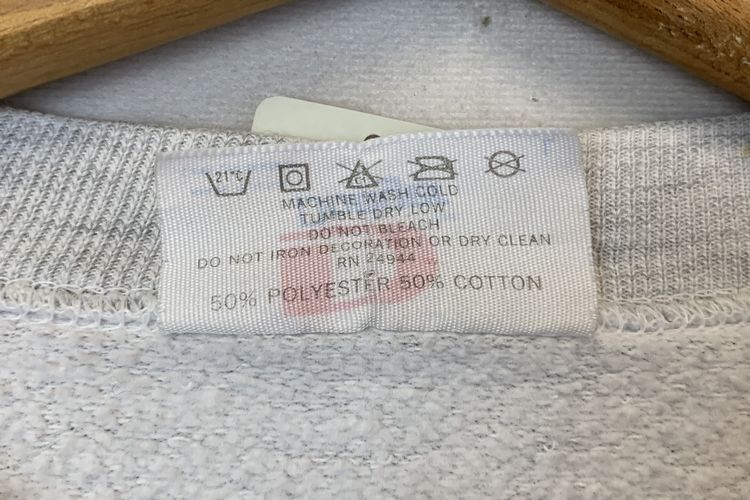 21°C
CL
MACHINE WASH COLD
TUMBLE DRY LOW
DO NOT BLEACH
DO NOT IRON DECORATION OR DRY CLEAN
RN 24944
50% POLYESTER 50% COTTON